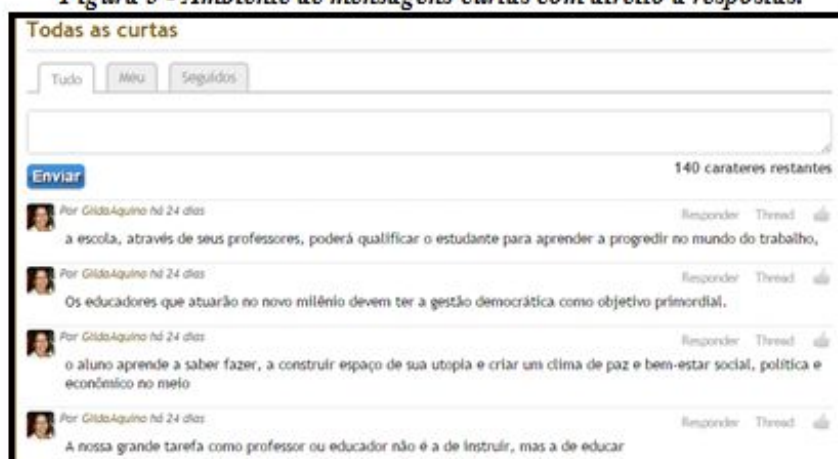 Todas as curtas
Tudo Meu Seguidos
Enviar
140 carateres restantes
Por GildaAquino há 24 dias Responder Thread
a escola, através de seus professores, poderá qualificar o estudante para aprender a progredir no mundo do trabalho,
Por GildaAquino há 24 dias Responder Thread
Os educadores que atuarão no novo milênio devem ter a gestão democrática como objetivo primordial.
Por GildaAquino há 24 dias Responder Thread
o aluno aprende a saber fazer, a construir espaço de sua utopia e criar um clima de paz e bem-estar social, política e
econômico no meio
Por GildaAquino há 24 dias Responder Thread
A nossa grande tarefa como professor ou educador não é a de instruir, mas a de educar